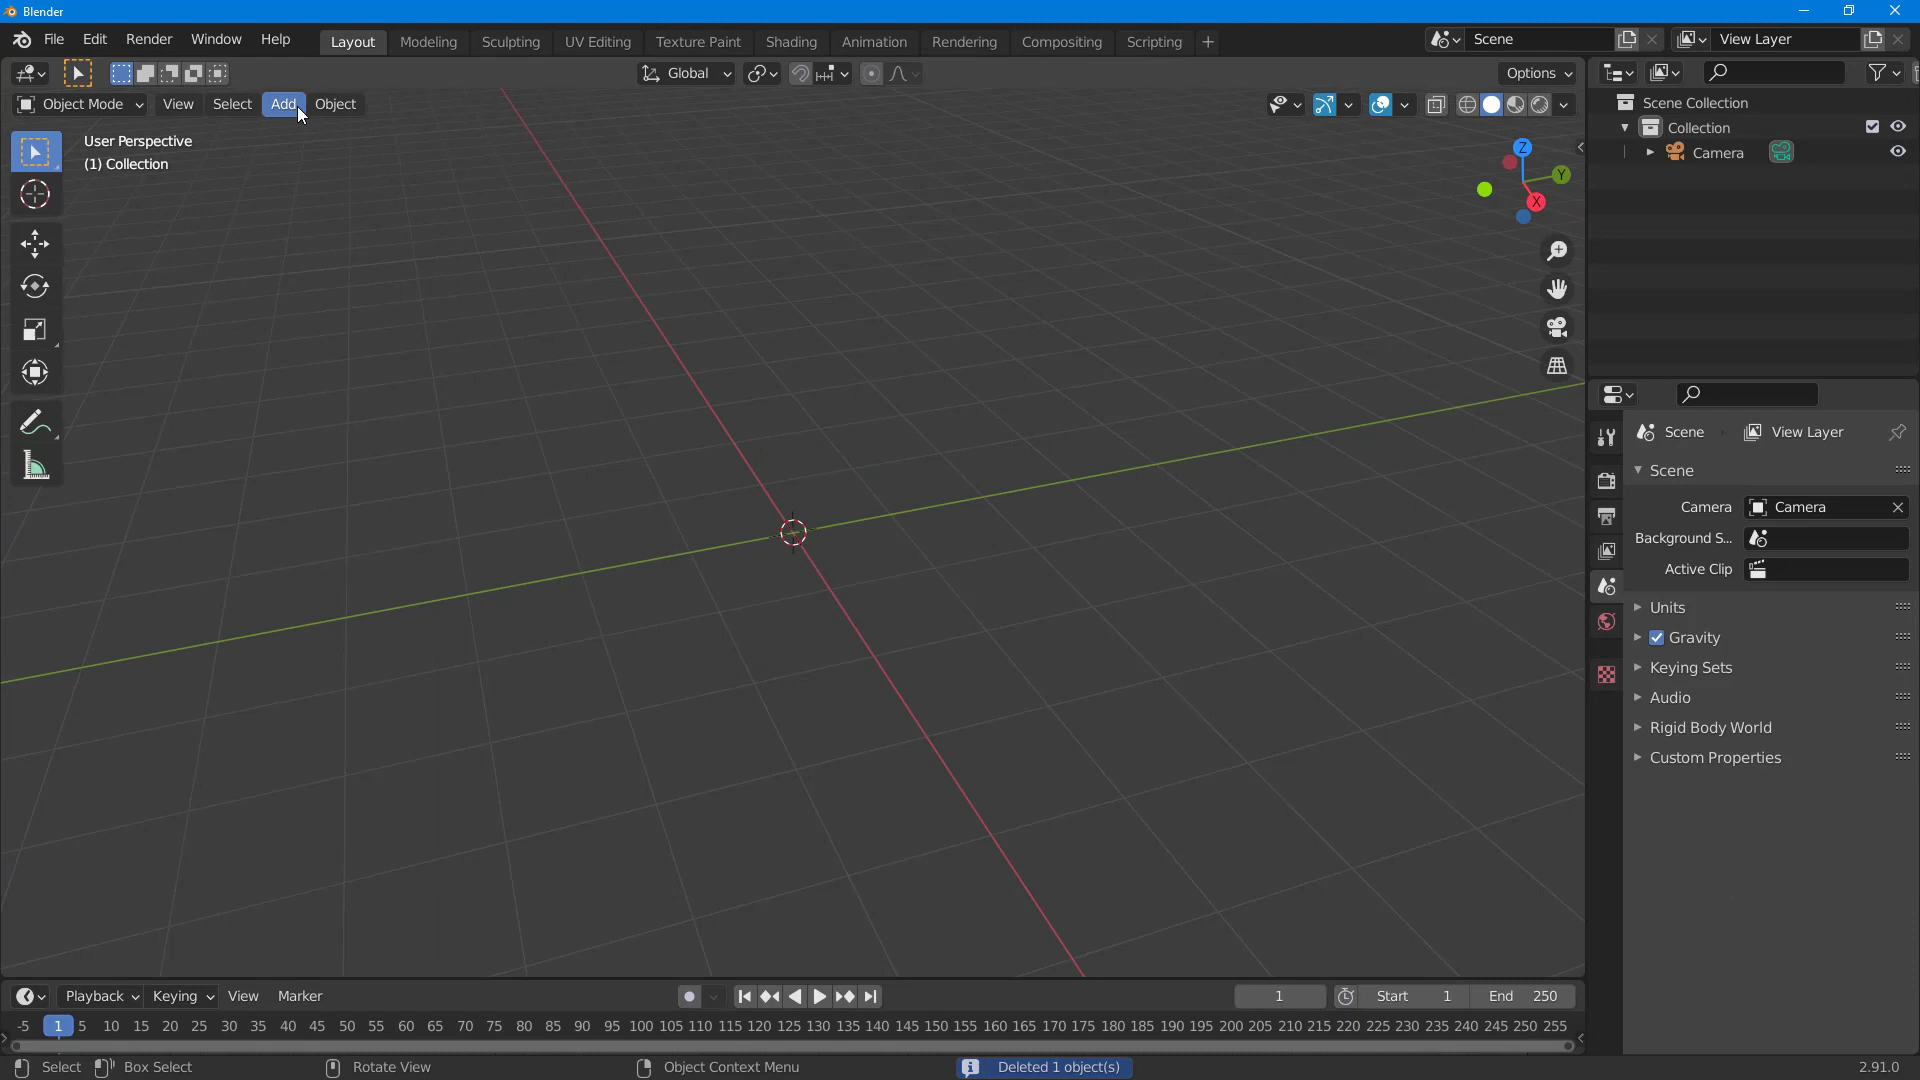 Blender
File Edit Render Window Help Layout Modeling Sculpting UV Editing Texture Paint Shading Animation Rendering Compositing Scripting + Scene View Layer
Global Options
Object Mode View Select Add Object
User Perspective
(1) Collection
Z
Y
X
Scene Collection
Collection
Camera
Scene View Layer
Scene
Camera Camera
Background S...
Active Clip
Units
Gravity
Keying Sets
Audio
Rigid Body World
Custom Properties
Playback Keying View Marker 1 Start 1 End 250
-5 1 5 10 15 20 25 30 35 40 45 50 55 60 65 70 75 80 85 90 95 100 105 110 115 120 125 130 135 140 145 150 155 160 165 170 175 180 185 190 195 200 205 210 215 220 225 230 235 240 245 250 255
Select Box Select Rotate View Object Context Menu Deleted 1 object(s) 2.91.0